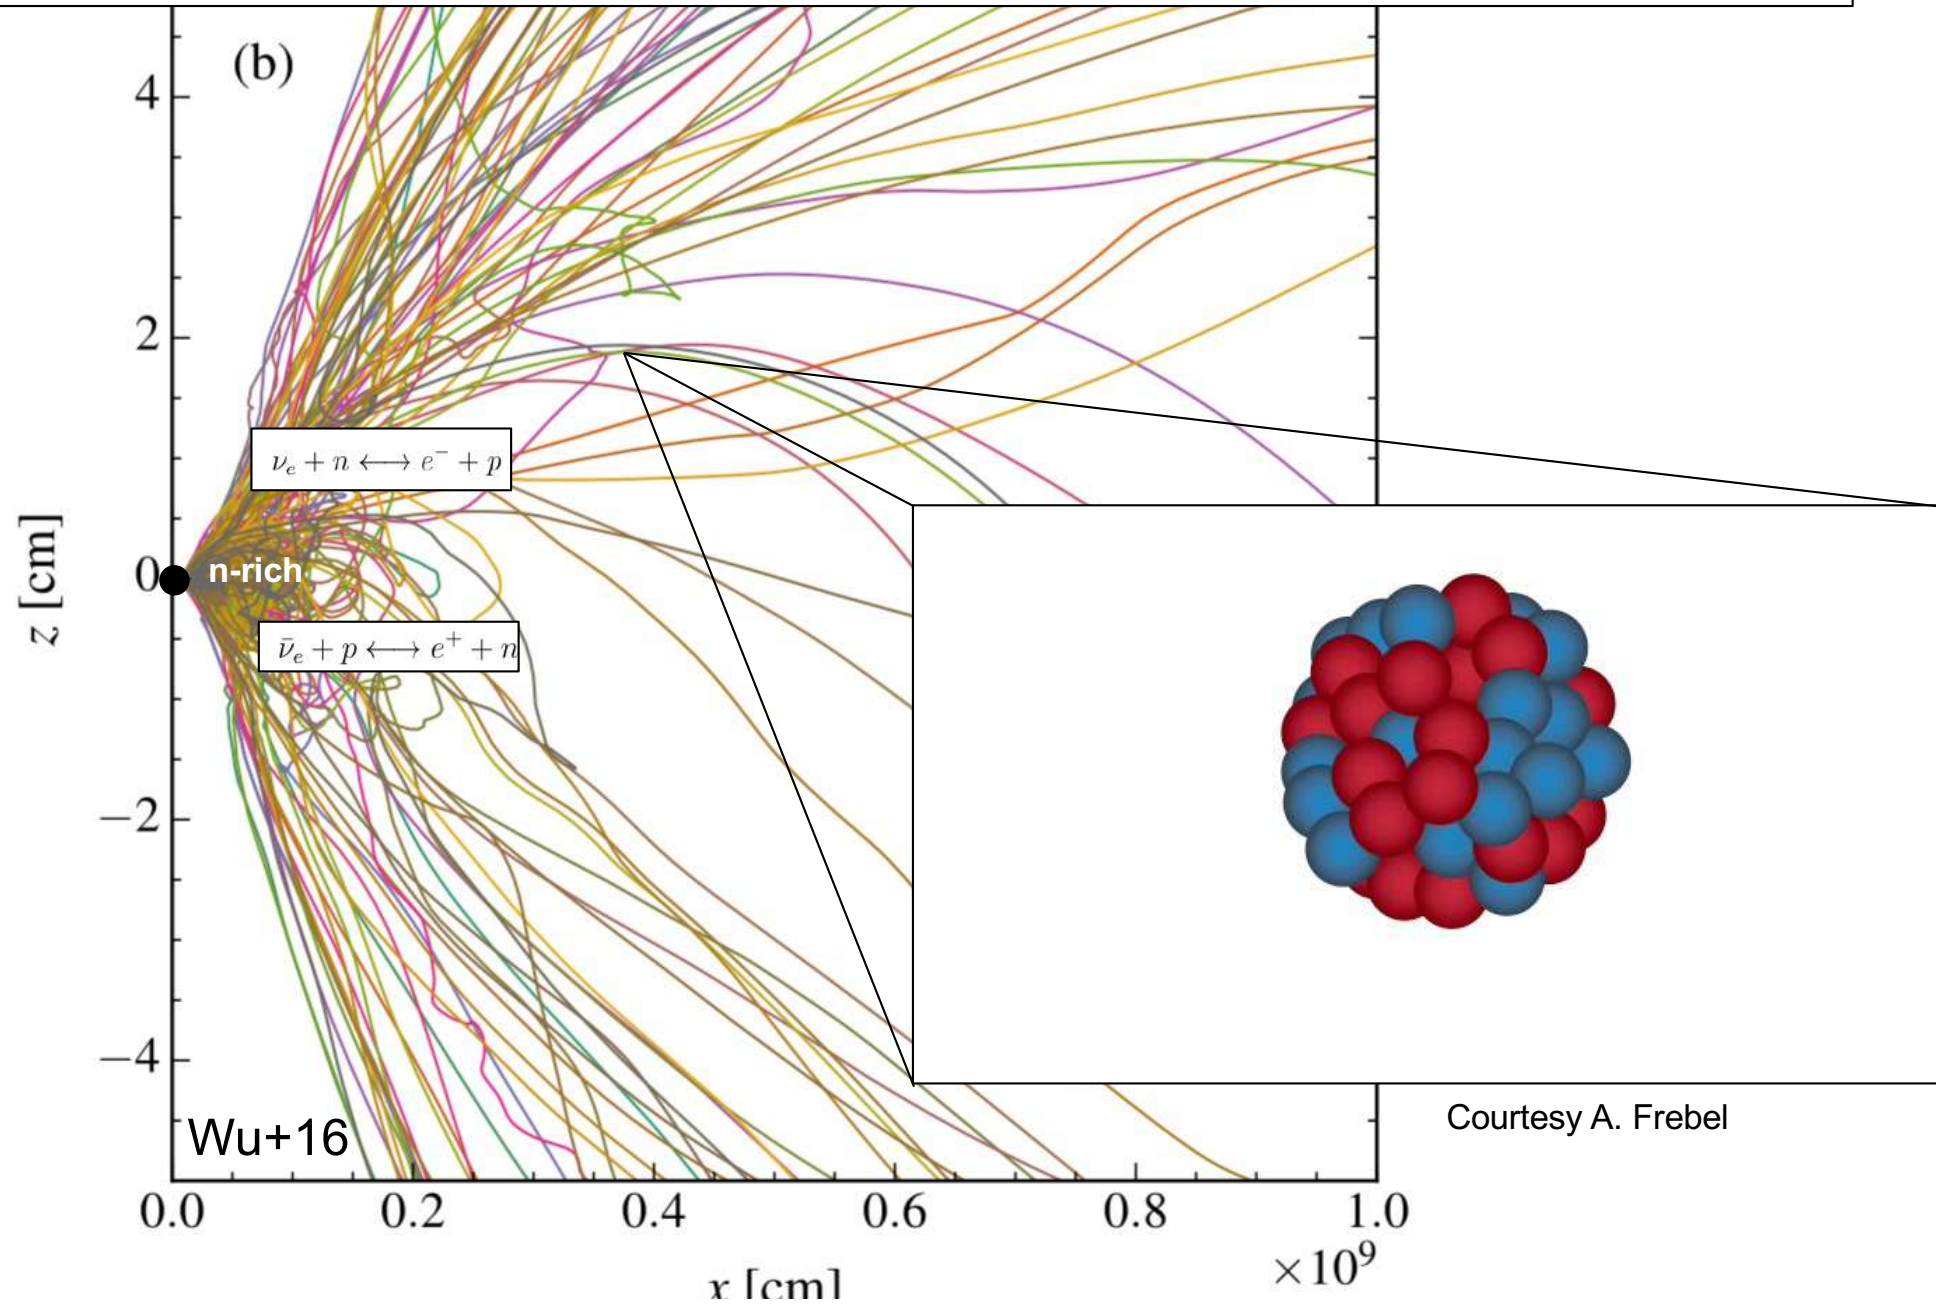 (b)
4
2
0
−2
−4
z [cm]
νₑ + n ⟷ e⁻ + p
n-rich
ν̄ₑ + p ⟷ e⁺ + n
Wu+16
Courtesy A. Frebel
0.0 0.2 0.4 0.6 0.8 1.0
×10⁹
x [cm]